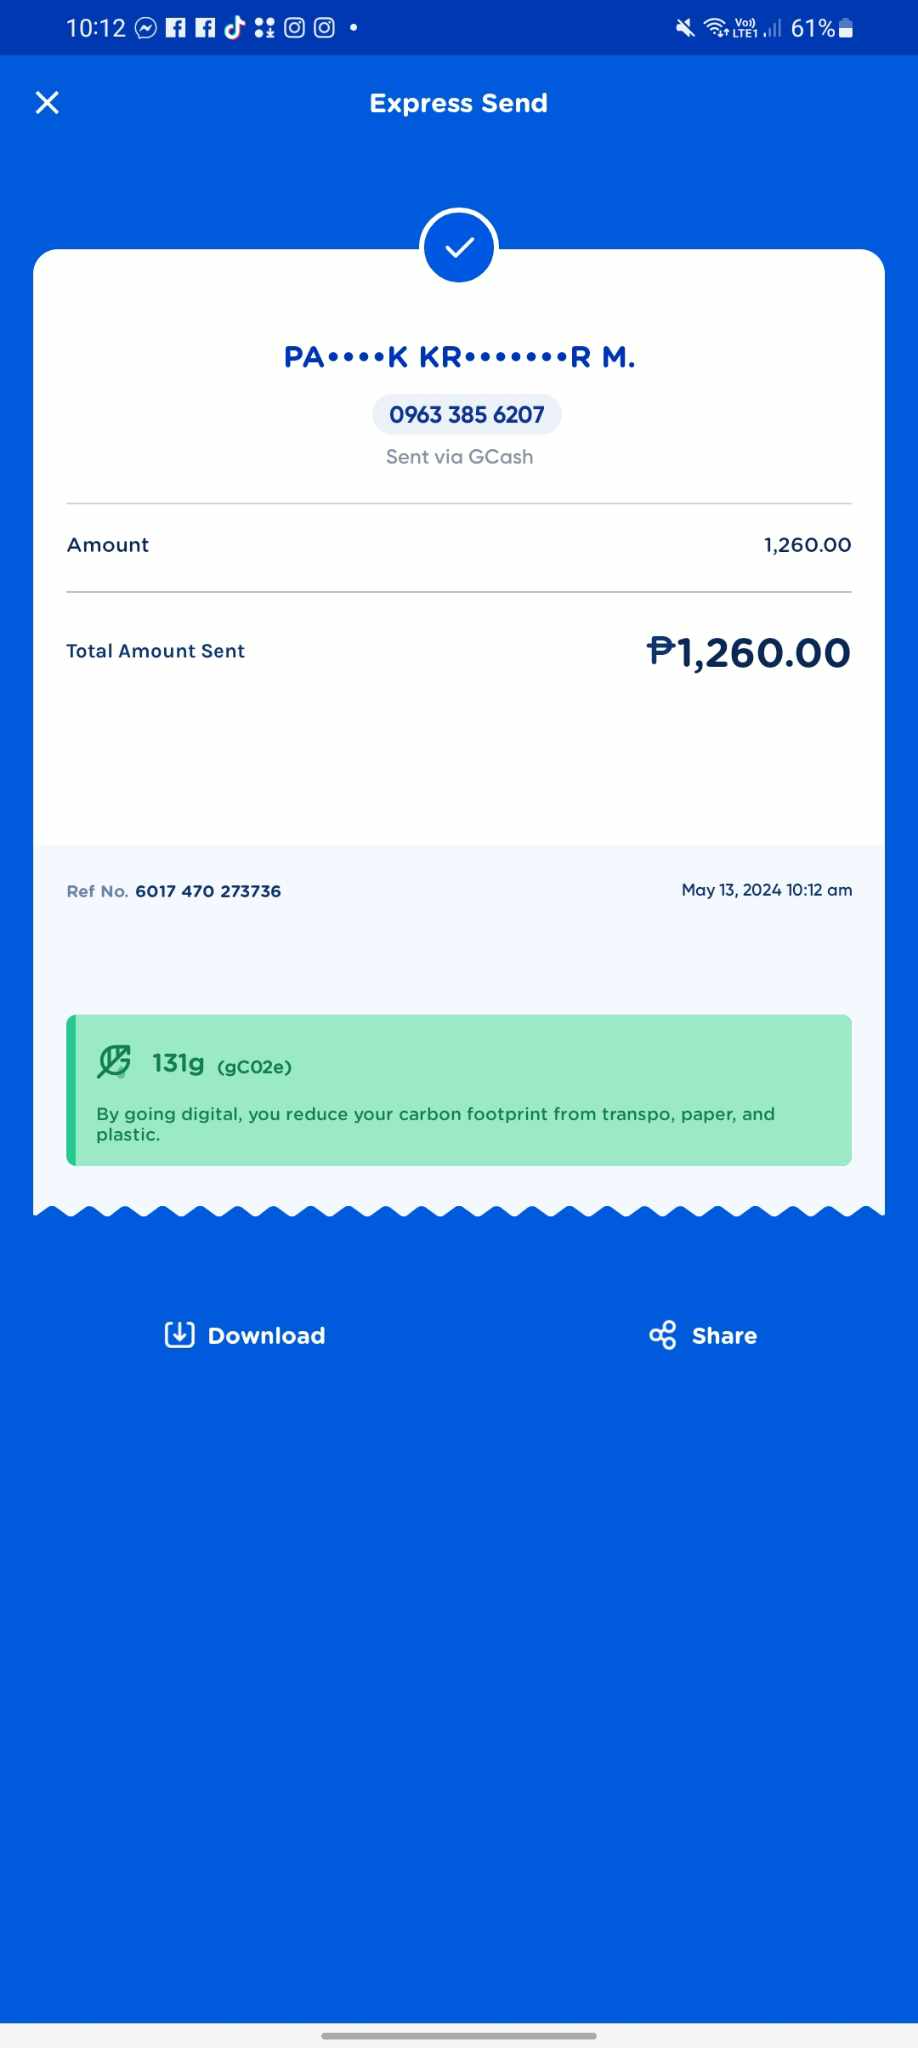 10:12
Vo)) LTE1 61%
Express Send
PA••••K KR•••••••R M.
0963 385 6207
Sent via GCash
Amount 1,260.00
Total Amount Sent ₱1,260.00
Ref No. 6017 470 273736 May 13, 2024 10:12 am
131g (gC02e)
By going digital, you reduce your carbon footprint from transpo, paper, and
plastic.
Download Share